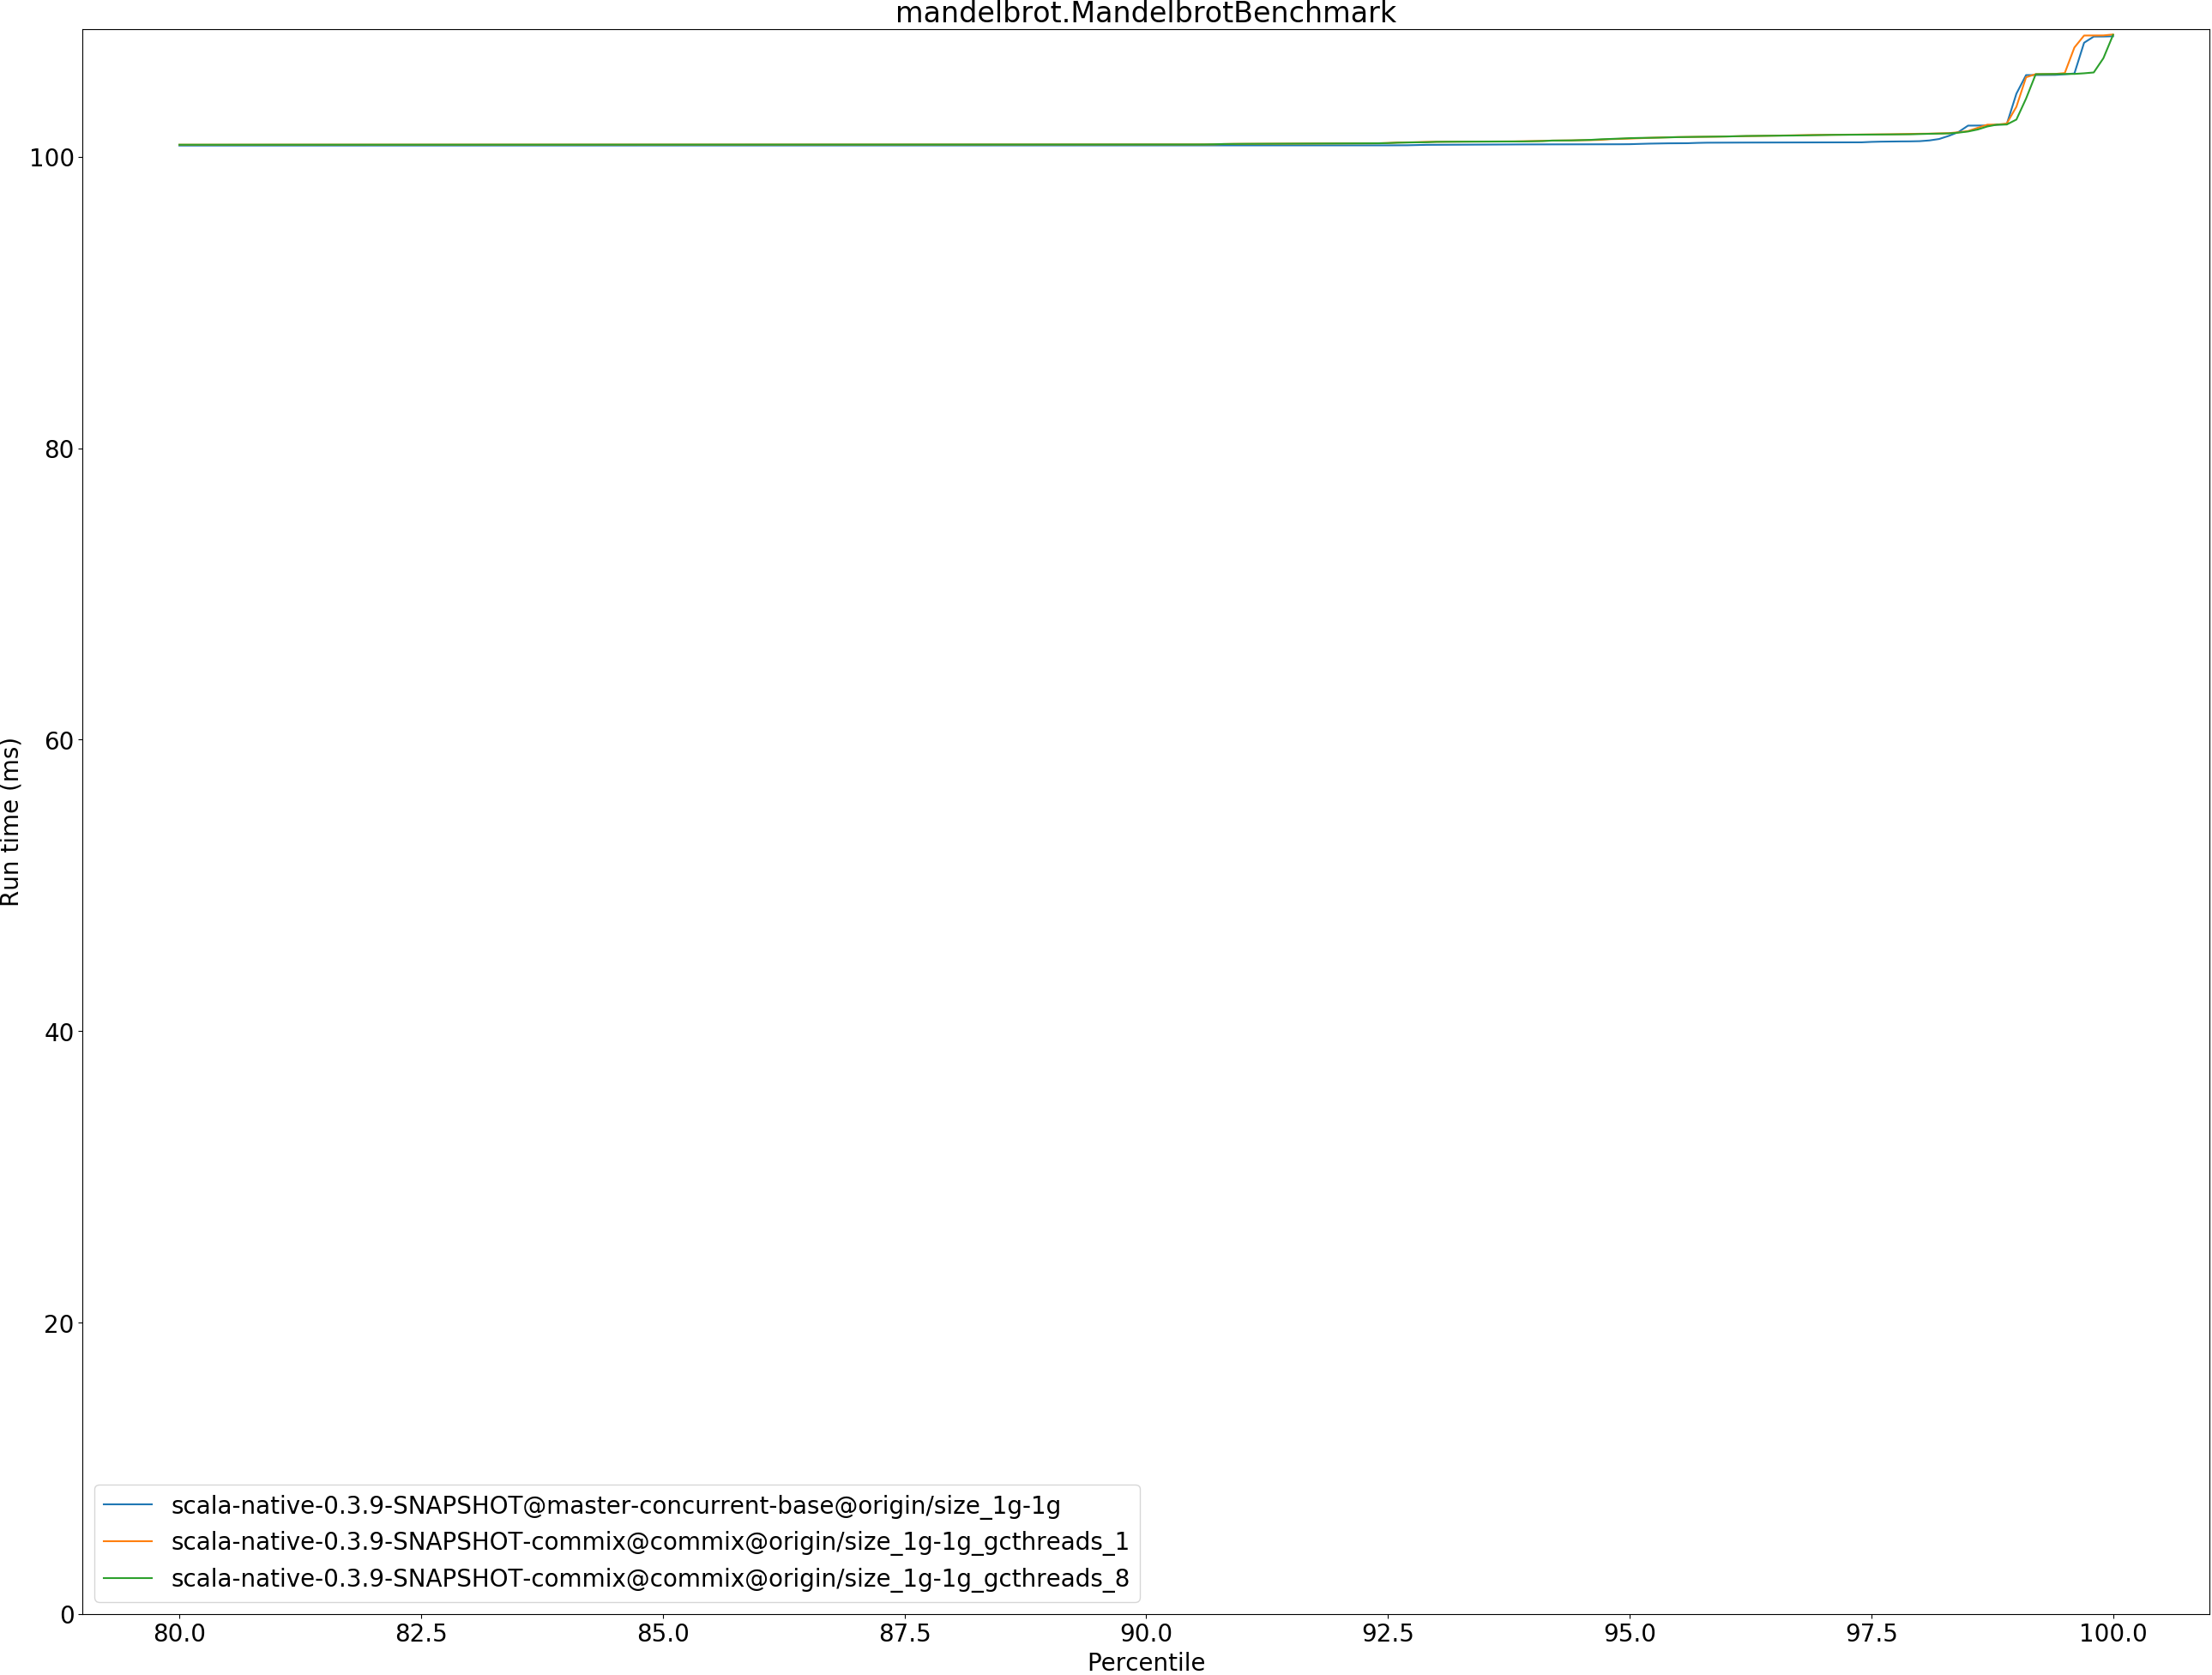 mandelbrot.MandelbrotBenchmark
Run time (ms)
100
80
60
40
20
0
scala-native-0.3.9-SNAPSHOT@master-concurrent-base@origin/size_1g-1g
scala-native-0.3.9-SNAPSHOT-commix@commix@origin/size_1g-1g_gcthreads_1
scala-native-0.3.9-SNAPSHOT-commix@commix@origin/size_1g-1g_gcthreads_8
80.0 82.5 85.0 87.5 90.0 92.5 95.0 97.5 100.0
Percentile